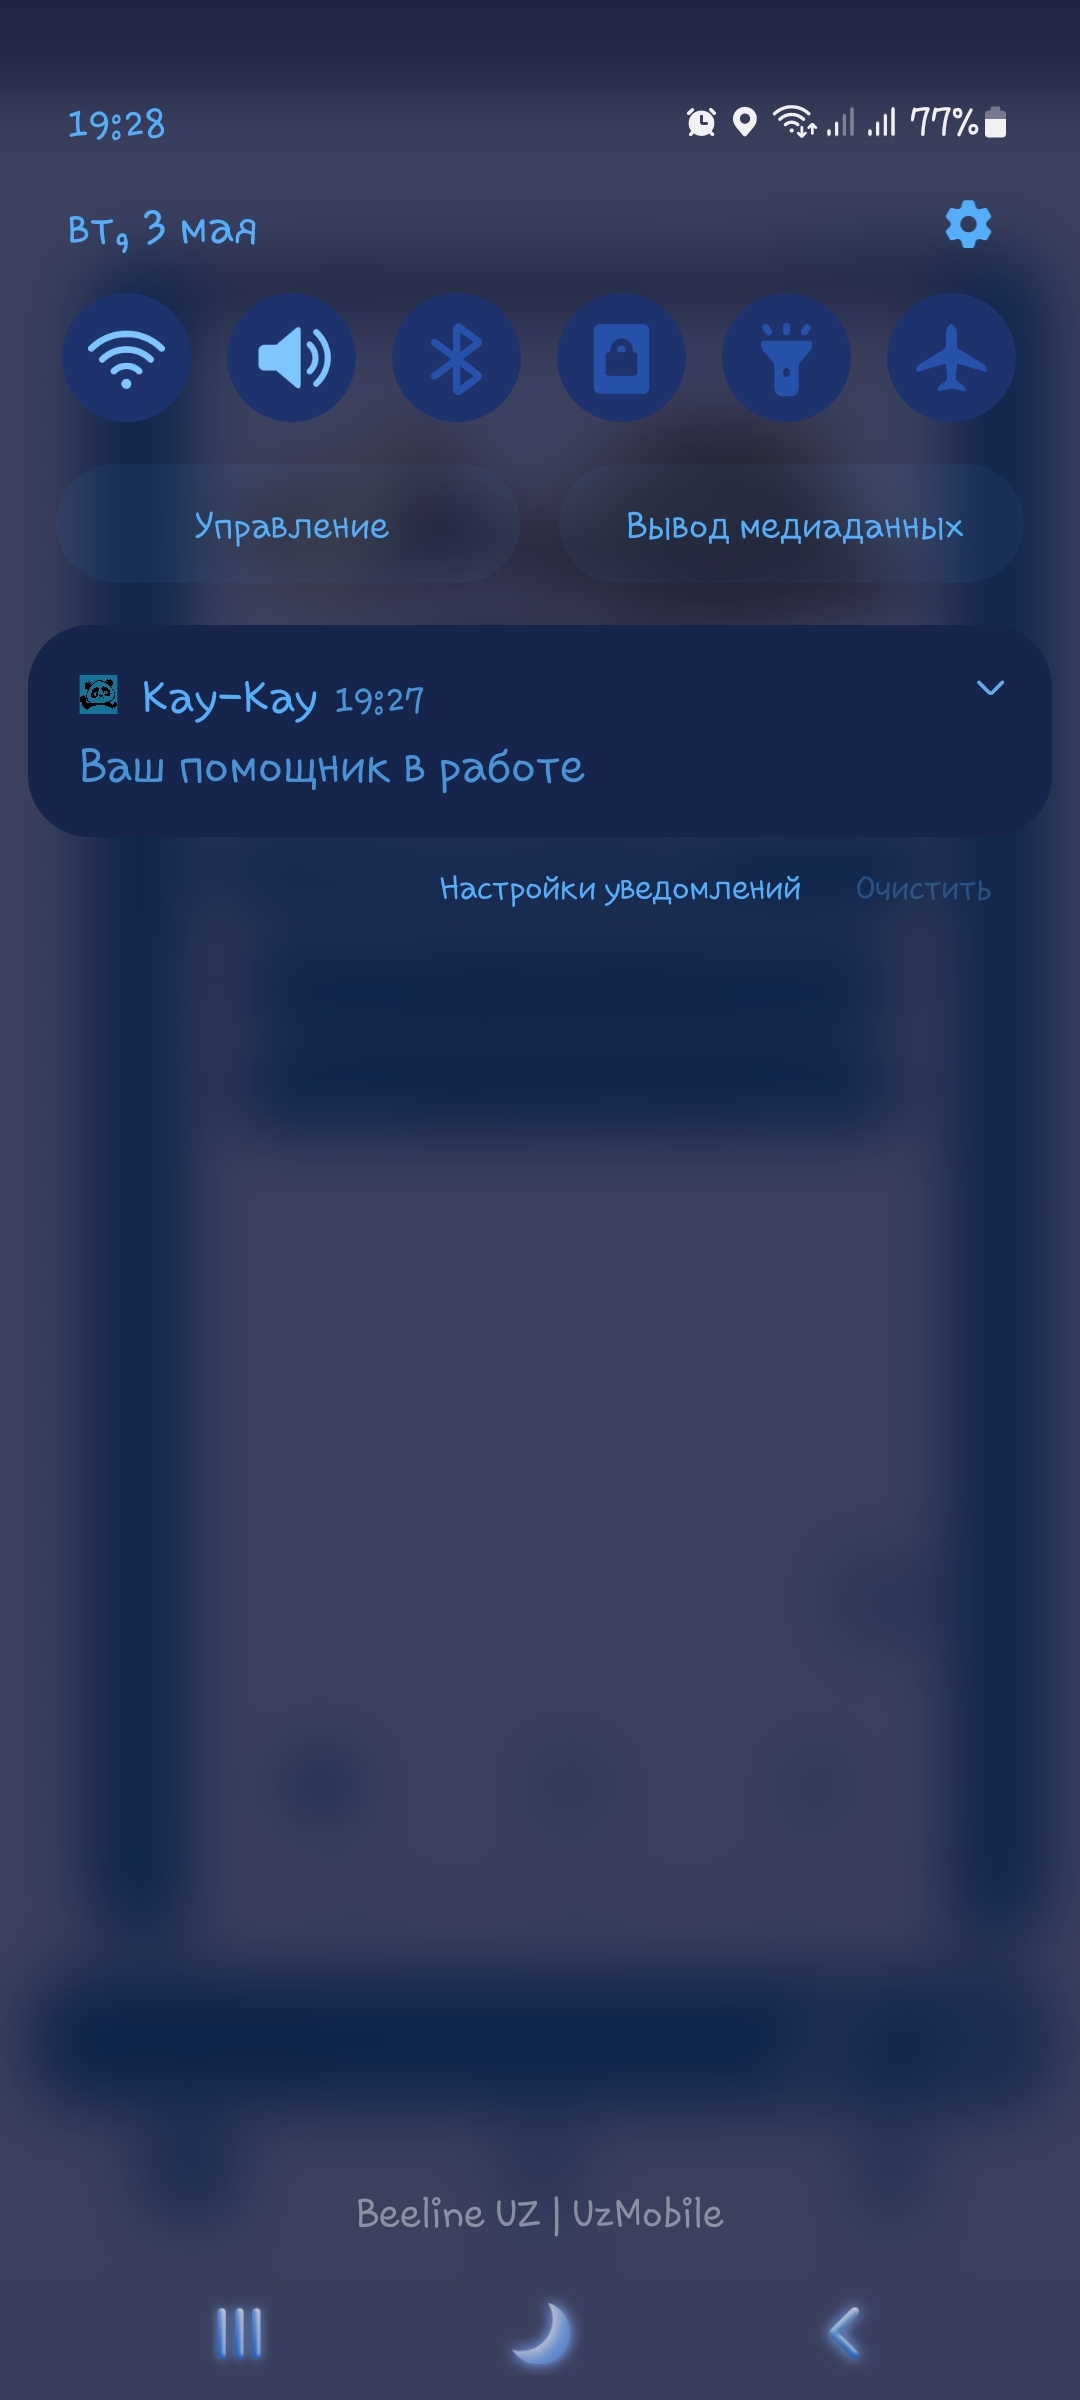 19:28 77%
вт, 3 мая
Управление Вывод медиаданных
Kay-Kay 19:27
Ваш помощник в работе
Настройки уведомлений Очистить
Beeline UZ | UzMobile